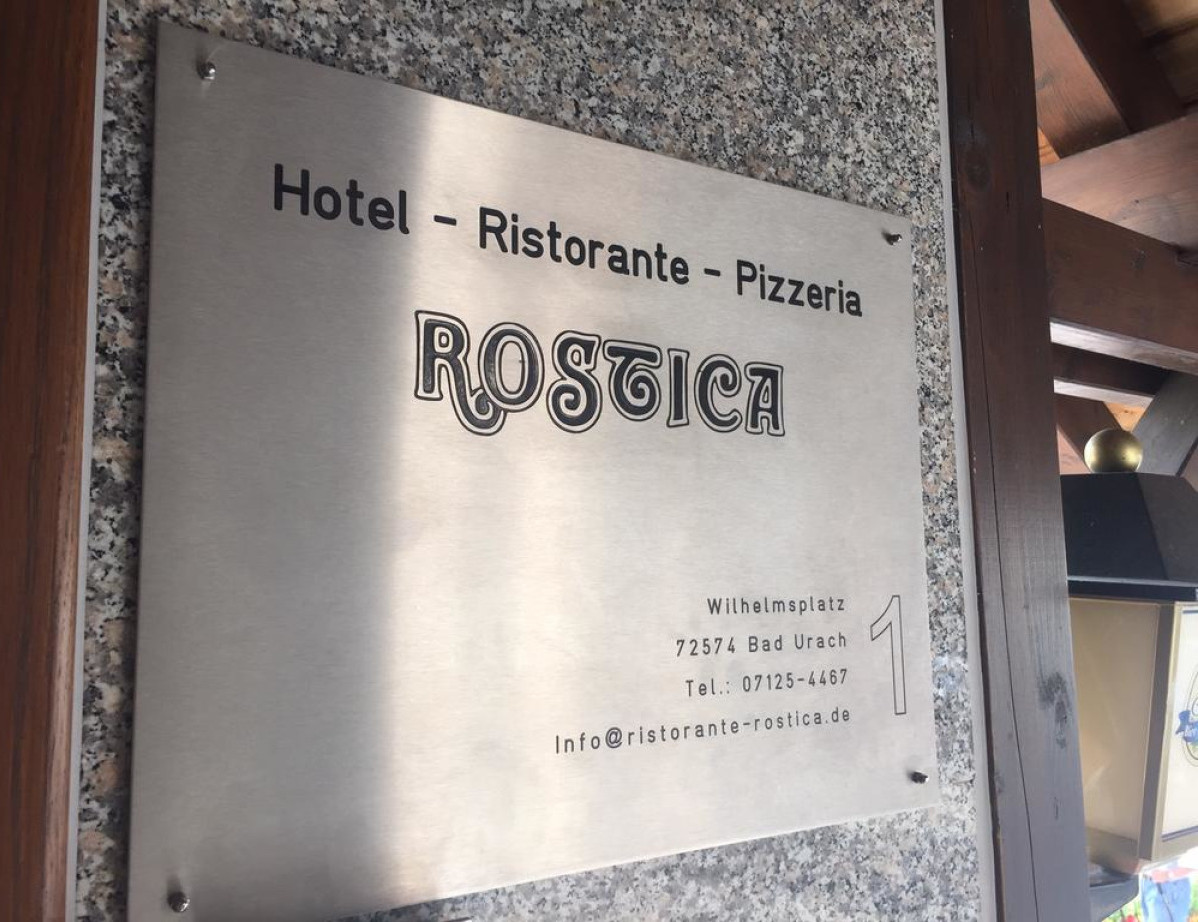 Hotel - Ristorante - Pizzeria
ROSTICA
Wilhelmsplatz 1
72574 Bad Urach
Tel.: 07125-4467
Info@ristorante-rostica.de